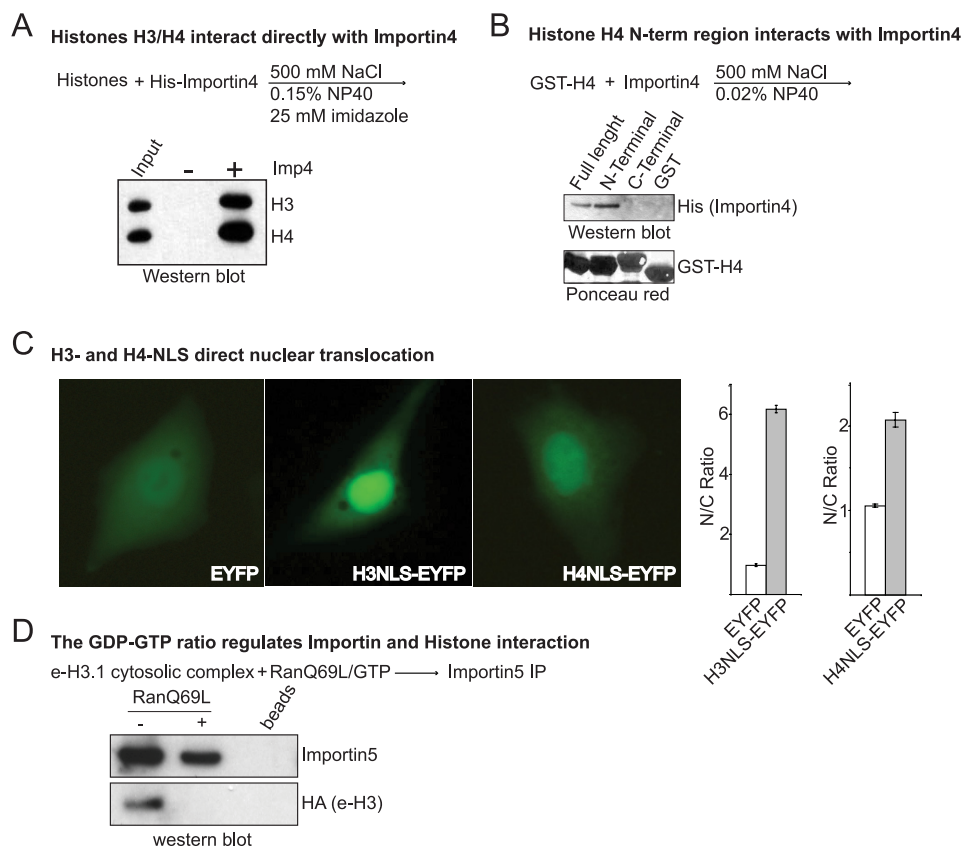 A Histones H3/H4 interact directly with Importin4
Histones + His-Importin4
500 mM NaCl
0.15% NP40
25 mM imidazole
Input - + Imp4
H3
H4
Western blot
B Histone H4 N-term region interacts with Importin4
GST-H4 + Importin4
500 mM NaCl
0.02% NP40
Full lenght
N-Terminal
C-Terminal
GST
His (Importin4)
Western blot
GST-H4
Ponceau red
C H3- and H4-NLS direct nuclear translocation
EYFP
H3NLS-EYFP
H4NLS-EYFP
N/C Ratio
6
4
2
EYFP
H3NLS-EYFP
N/C Ratio
2
1
EYFP
H4NLS-EYFP
D The GDP-GTP ratio regulates Importin and Histone interaction
e-H3.1 cytosolic complex + RanQ69L/GTP Importin5 IP
RanQ69L
- +
beads
Importin5
HA (e-H3)
western blot